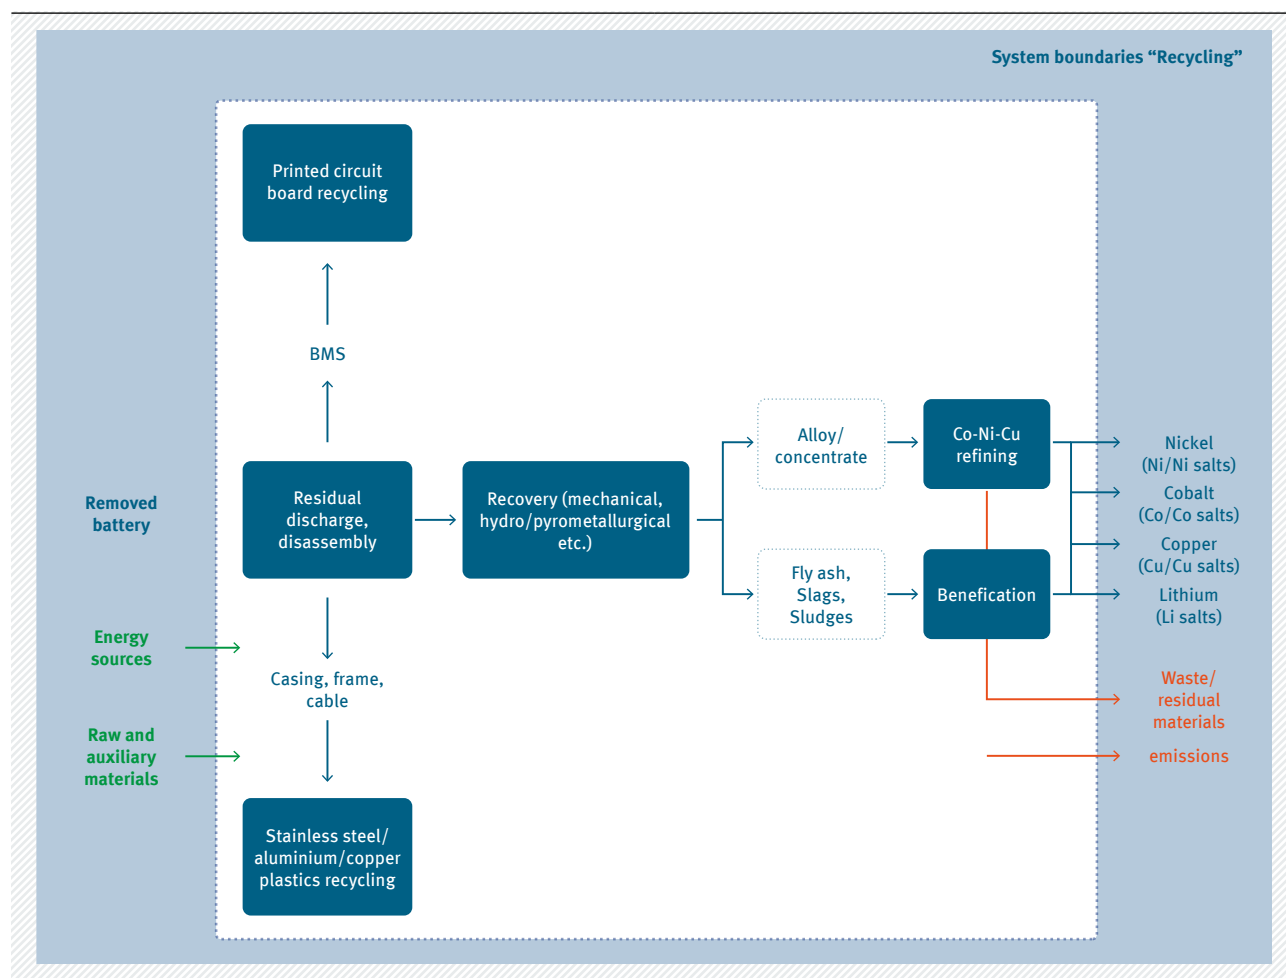 System boundaries “Recycling”
Printed circuit
board recycling
BMS
Removed
battery
Residual
discharge,
disassembly
Recovery (mechanical,
hydro/pyrometallurgical
etc.)
Alloy/
concentrate
Co-Ni-Cu
refining
Fly ash,
Slags,
Sludges
Benefication
Nickel
(Ni/Ni salts)
Cobalt
(Co/Co salts)
Copper
(Cu/Cu salts)
Lithium
(Li salts)
Energy
sources
Casing, frame,
cable
Raw and
auxiliary
materials
Waste/
residual
materials
emissions
Stainless steel/
aluminium/copper
plastics recycling